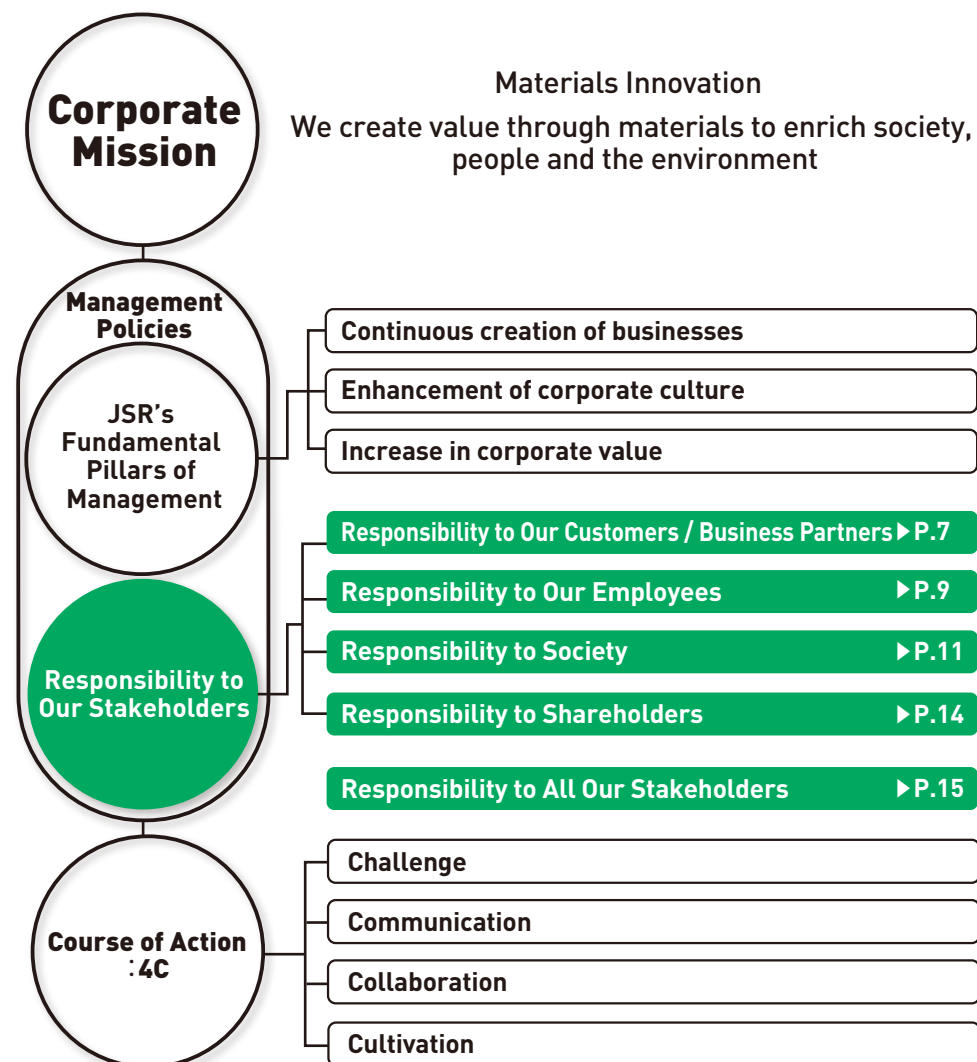 Corporate
Mission
Materials Innovation
We create value through materials to enrich society,
people and the environment
Management
Policies
JSR's
Fundamental
Pillars of
Management
Continuous creation of businesses
Enhancement of corporate culture
Increase in corporate value
Responsibility to
Our Stakeholders
Responsibility to Our Customers / Business Partners ▶P.7
Responsibility to Our Employees ▶P.9
Responsibility to Society ▶P.11
Responsibility to Shareholders ▶P.14
Responsibility to All Our Stakeholders ▶P.15
Course of Action
:4C
Challenge
Communication
Collaboration
Cultivation